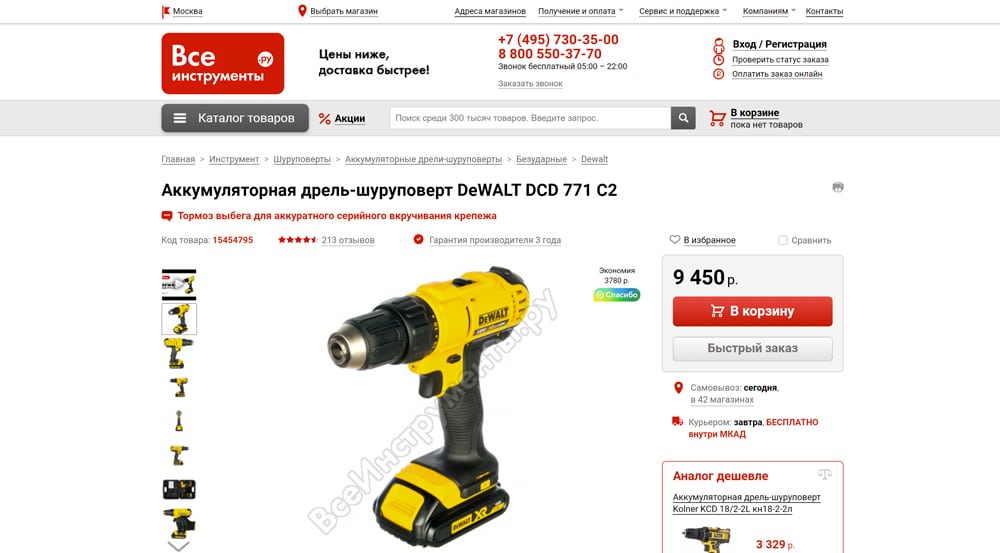 Москва
Выбрать магазин
Адреса магазинов
Получение и оплата
Сервис и поддержка
Компаниям
Контакты
Все
инструменты
.ру
Цены ниже,
доставка быстрее!
+7 (495) 730-35-00
8 800 550-37-70
Звонок бесплатный 05:00 – 22:00
Заказать звонок
Вход / Регистрация
Проверить статус заказа
Оплатить заказ онлайн
Каталог товаров
Акции
Поиск среди 300 тысяч товаров. Введите запрос.
В корзине
пока нет товаров
Главная > Инструмент > Шуруповерты > Аккумуляторные дрели-шуруповерты > Безударные > Dewalt
Аккумуляторная дрель-шуруповерт DeWALT DCD 771 C2
Тормоз выбега для аккуратного серийного вкручивания крепежа
Код товара: 15454795
213 отзывов
Гарантия производителя 3 года
В избранное
Сравнить
Экономия
3780 р.
Спасибо
9 450 р.
В корзину
Быстрый заказ
Самовывоз: сегодня,
в 42 магазинах
Курьером: завтра, БЕСПЛАТНО
внутри МКАД
Аналог дешевле
Аккумуляторная дрель-шуруповерт
Kolner KCD 18/2-2L кн18-2-2л
3 329 р.
DEWALT
DEWALT XR
ВсеИнструменты.ру